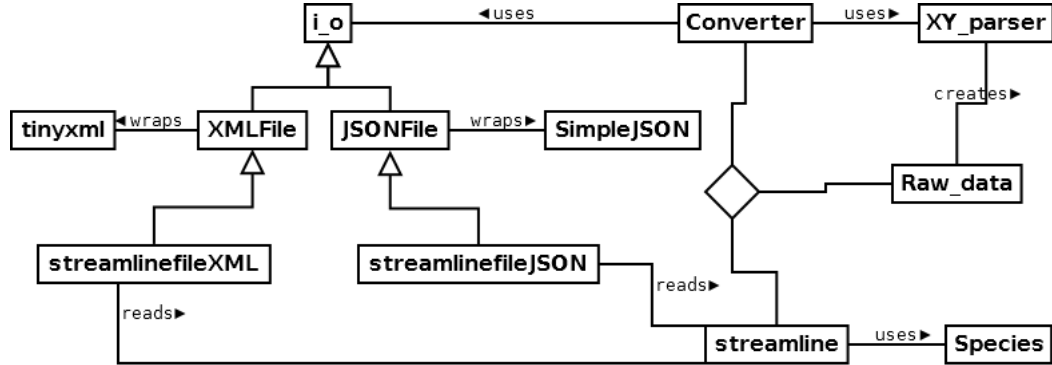 i_o
◄uses
Converter
uses►
XY_parser
creates►
tinyxml
◄wraps
XMLFile
JSONFile
wraps►
SimpleJSON
Raw_data
streamlinefileXML
streamlinefileJSON
reads►
reads►
streamline
uses►
Species